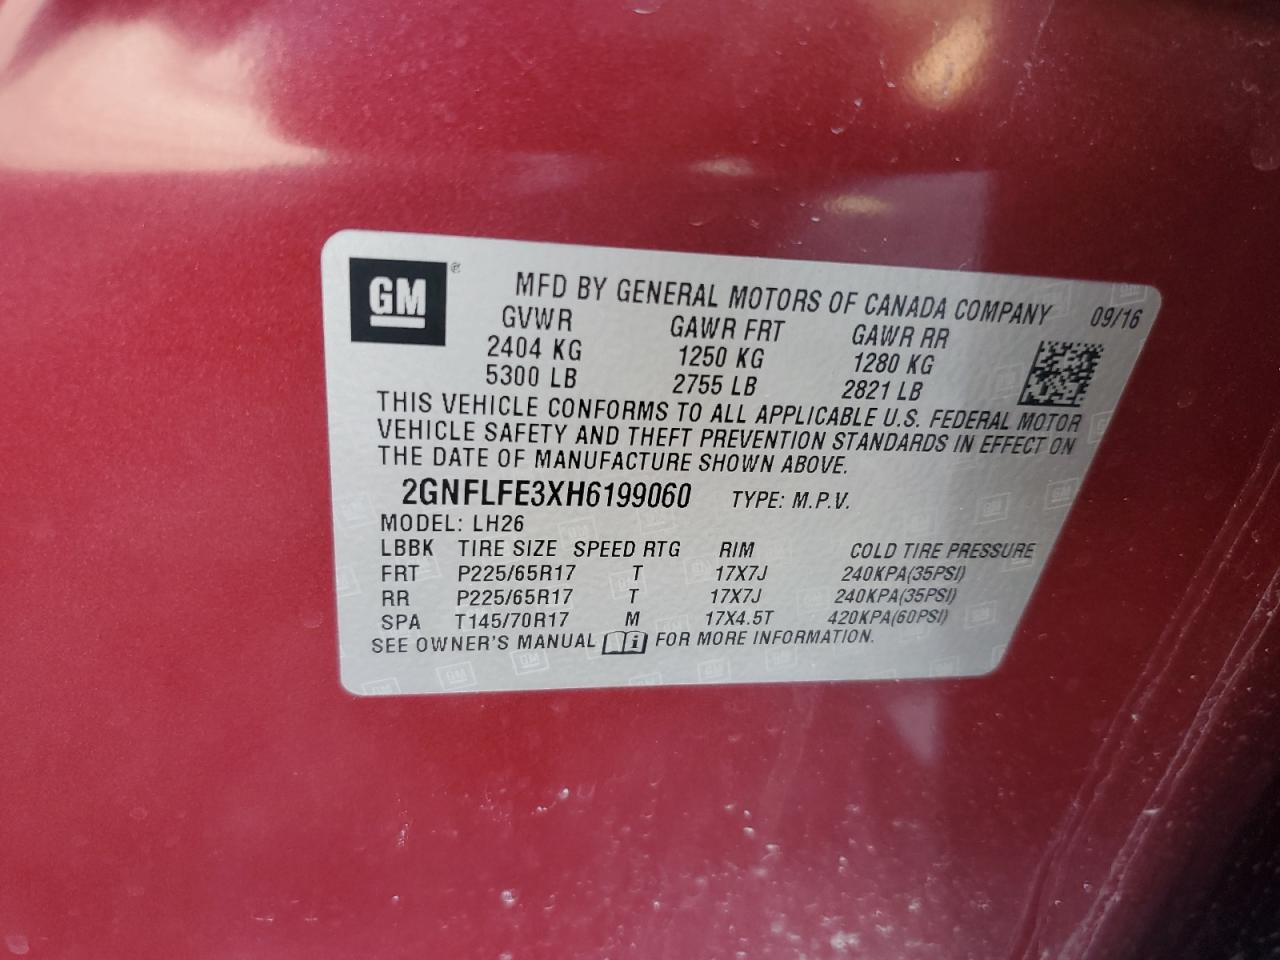 GM ®
MFD BY GENERAL MOTORS OF CANADA COMPANY 09/16
GVWR GAWR FRT GAWR RR
2404 KG 1250 KG 1280 KG
5300 LB 2755 LB 2821 LB
THIS VEHICLE CONFORMS TO ALL APPLICABLE U.S. FEDERAL MOTOR
VEHICLE SAFETY AND THEFT PREVENTION STANDARDS IN EFFECT ON
THE DATE OF MANUFACTURE SHOWN ABOVE.
2GNFLFE3XH6199060 TYPE: M.P.V.
MODEL: LH26
LBBK TIRE SIZE SPEED RTG RIM COLD TIRE PRESSURE
FRT P225/65R17 T 17X7J 240KPA(35PSI)
RR P225/65R17 T 17X7J 240KPA(35PSI)
SPA T145/70R17 M 17X4.5T 420KPA(60PSI)
SEE OWNER'S MANUAL i FOR MORE INFORMATION.